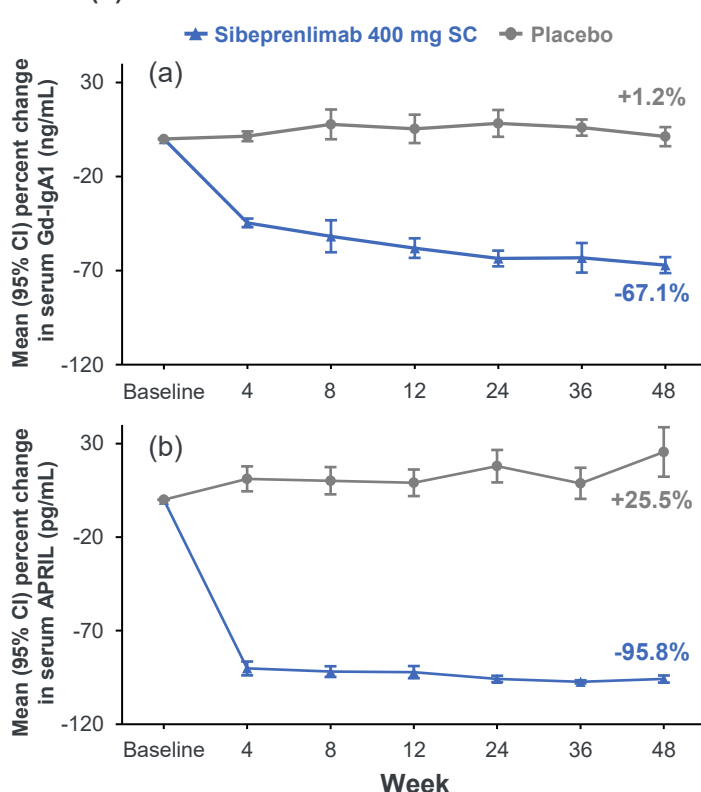 Sibeprenlimab 400 mg SC Placebo
(a)
Mean (95% CI) percent change
in serum Gd-IgA1 (ng/mL)
30
-20
-70
-120
+1.2%
-67.1%
Baseline 4 8 12 24 36 48
(b)
Mean (95% CI) percent change
in serum APRIL (pg/mL)
30
-20
-70
-120
+25.5%
-95.8%
Baseline 4 8 12 24 36 48
Week